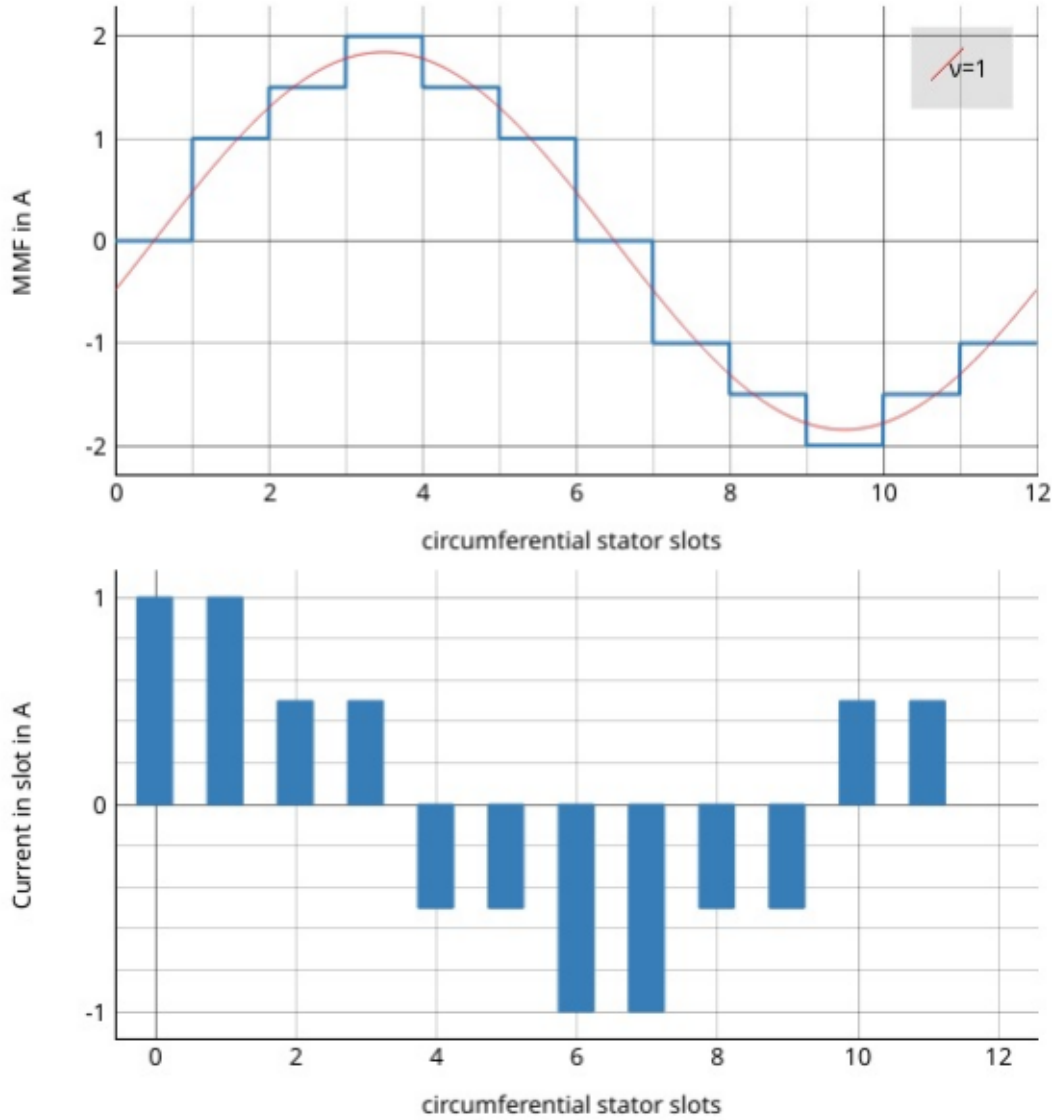 2
1
0
-1
-2
MMF in A
ν=1
0 2 4 6 8 10 12
circumferential stator slots
1
0
-1
Current in slot in A
0 2 4 6 8 10 12
circumferential stator slots